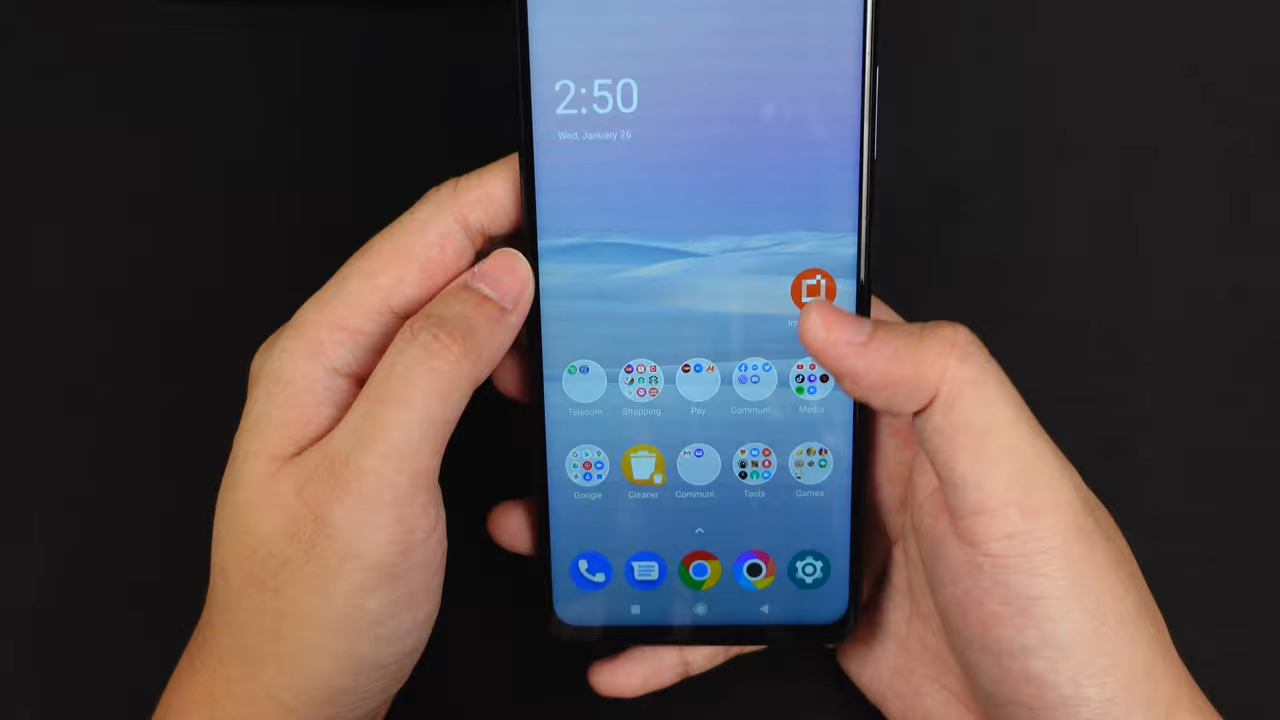 2:50
Wed, January 26
Telecom Shopping Pay Communi... Media
Google Cleaner Communi... Tools Games